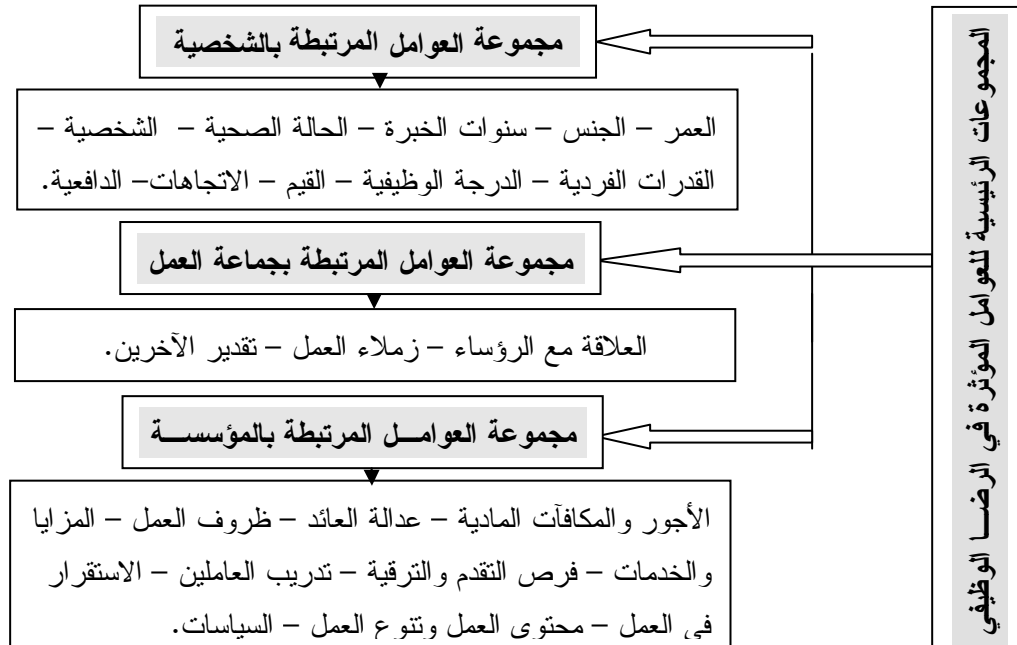 المجموعات الرئيسية للعوامل المؤثرة في الرضــا الوظيفي
مجموعة العوامل المرتبطة بالشخصية
العمر – الجنس – سنوات الخبرة – الحالة الصحية – الشخصية –
القدرات الفردية – الدرجة الوظيفية – القيم – الاتجاهات– الدافعية.
مجموعة العوامل المرتبطة بجماعة العمل
العلاقة مع الرؤساء – زملاء العمل – تقدير الآخرين.
مجموعة العوامــل المرتبطة بالمؤسســة
الأجور والمكافآت المادية – عدالة العائد – ظروف العمل – المزايا
والخدمات – فرص التقدم والترقية – تدريب العاملين – الاستقرار
في العمل – محتوى العمل وتنوع العمل – السياسات.